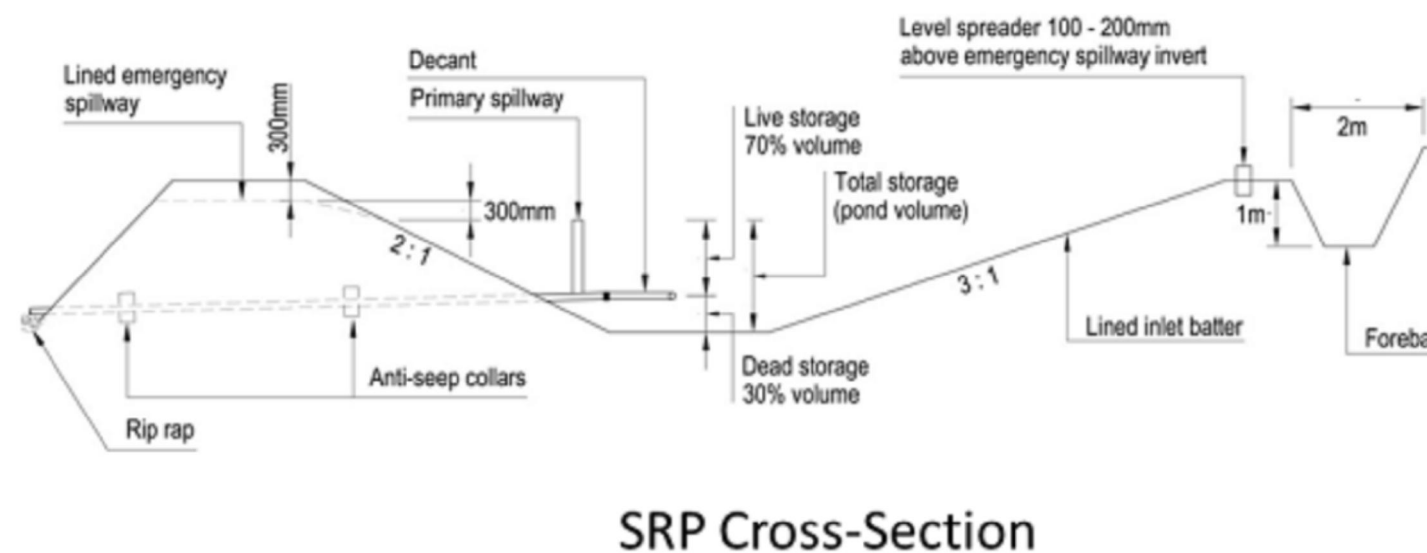 Level spreader 100 - 200mm
above emergency spillway invert
Lined emergency
spillway
Decant
Primary spillway
300mm
Live storage
70% volume
2m
Total storage
(pond volume)
300mm
1m
2 : 1
3 : 1
Lined inlet batter
Foreba
Anti-seep collars
Dead storage
30% volume
Rip rap
SRP Cross-Section